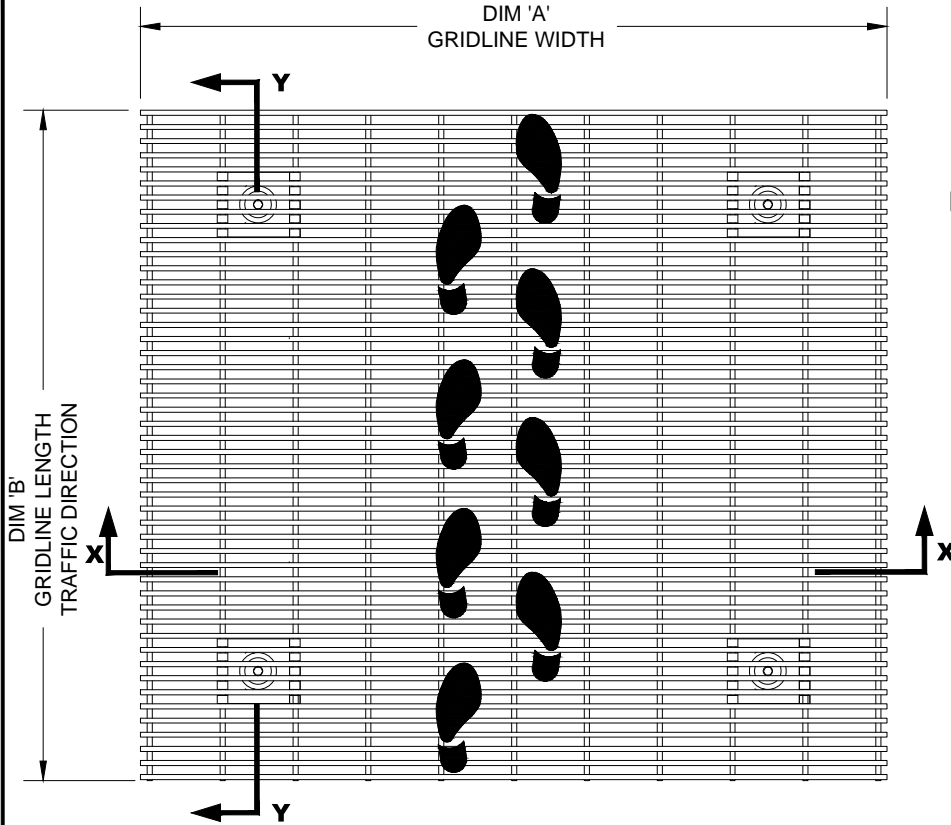 DIM 'A'
GRIDLINE WIDTH
Y
DIM 'B'
GRIDLINE LENGTH
TRAFFIC DIRECTION
X
X
Y